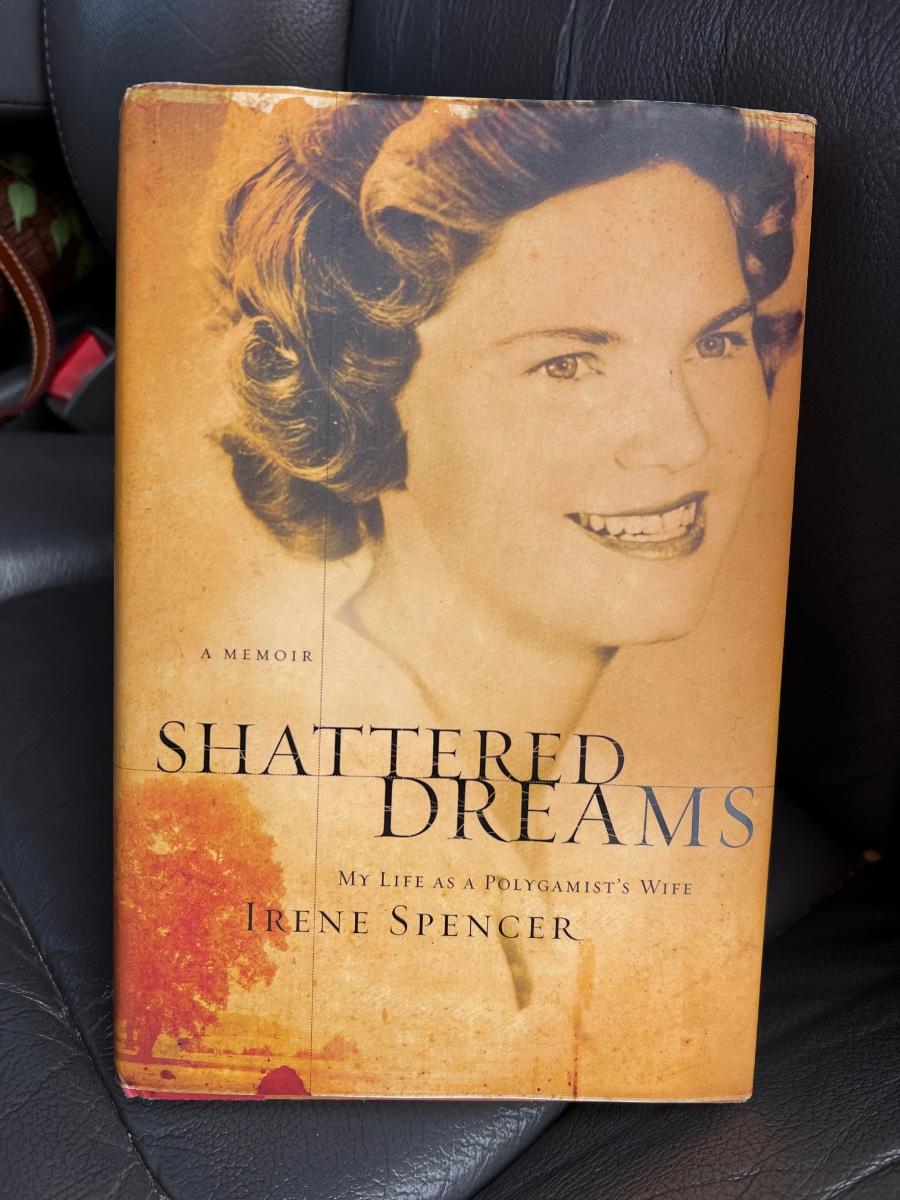 A MEMOIR
SHATTERED
DREAMS
MY LIFE AS A POLYGAMIST'S WIFE
IRENE SPENCER